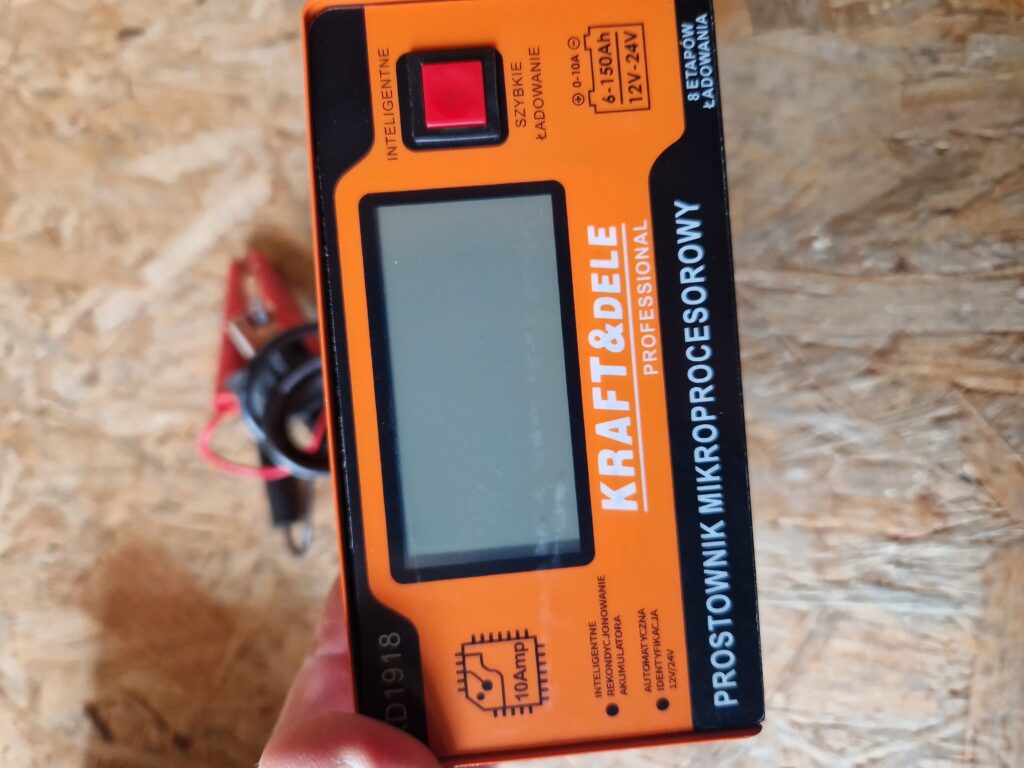 INTELIGENTNE
SZYBKIE
ŁADOWANIE
0-10A
6-150Ah
12V-24V
8 ETAPÓW
ŁADOWANIA
KRAFT&DELE
PROFESSIONAL
PROSTOWNIK MIKROPROCESOROWY
KD1918
10Amp
INTELIGENTNE
REKONDYCJONOWANIE
AKUMULATORA
AUTOMATYCZNA
IDENTYFIKACJA
12V/24V